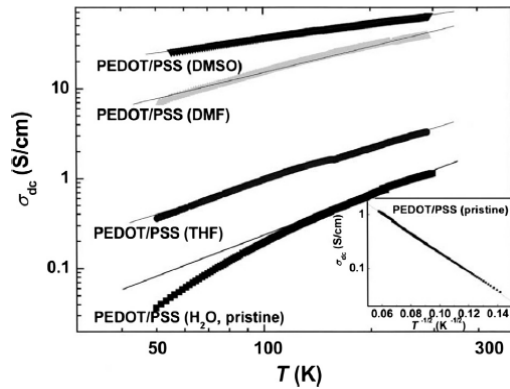 PEDOT/PSS (DMSO)
PEDOT/PSS (DMF)
PEDOT/PSS (THF)
PEDOT/PSS (H₂O, pristine)
σdc (S/cm)
10
1
0.1
50
100
200
300
T (K)
PEDOT/PSS (pristine)
σdc (S/cm)
1
0.1
0.06 0.08 0.10 0.12 0.14
T⁻¹/² (K⁻¹/²)